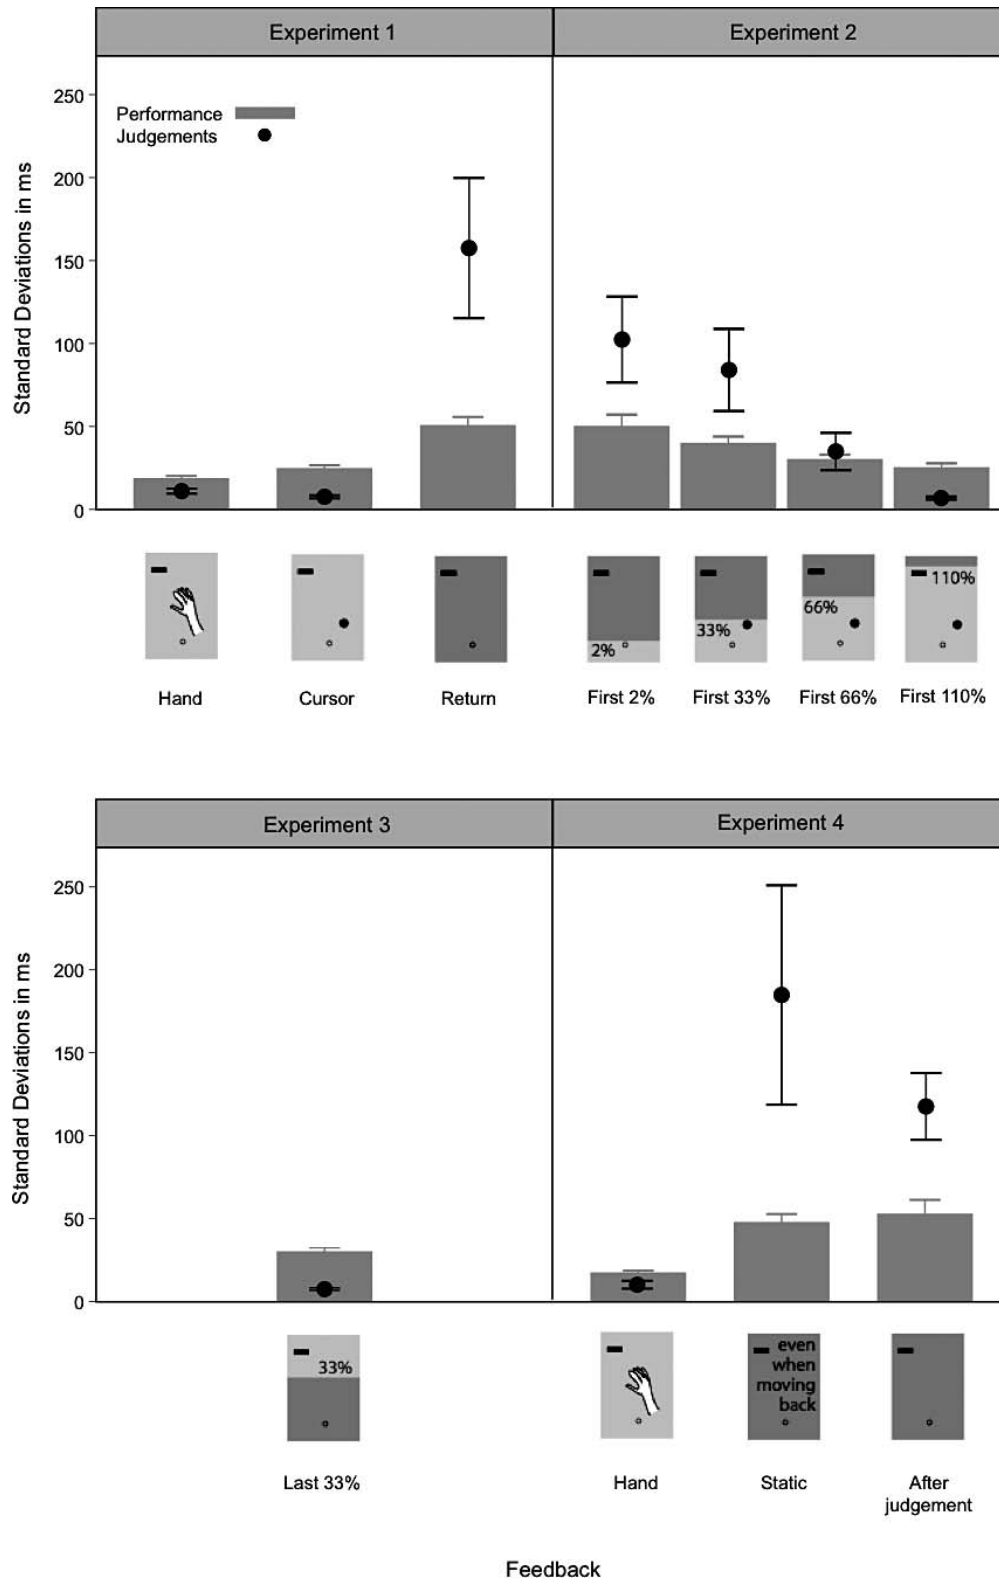 Experiment 1
Experiment 2
Standard Deviations in ms
250
200
150
100
50
0
Performance
Judgements
2%
33%
66%
110%
Hand
Cursor
Return
First 2%
First 33%
First 66%
First 110%
Experiment 3
Experiment 4
Standard Deviations in ms
250
200
150
100
50
0
33%
even
when
moving
back
Last 33%
Hand
Static
After
judgement
Feedback